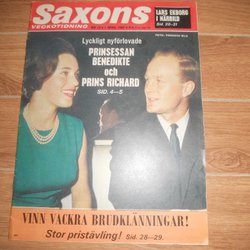 Saxons
VECKOTIDNING
LARS EKBORG
I NÄRBILD
Sid. 20-21
Lyckligt nyförlovade
PRINSESSAN
BENEDIKTE
och
PRINS RICHARD
SID. 4-5
VINN VACKRA BRUDKLÄNNINGAR!
Stor pristävling! Sid. 28-29.